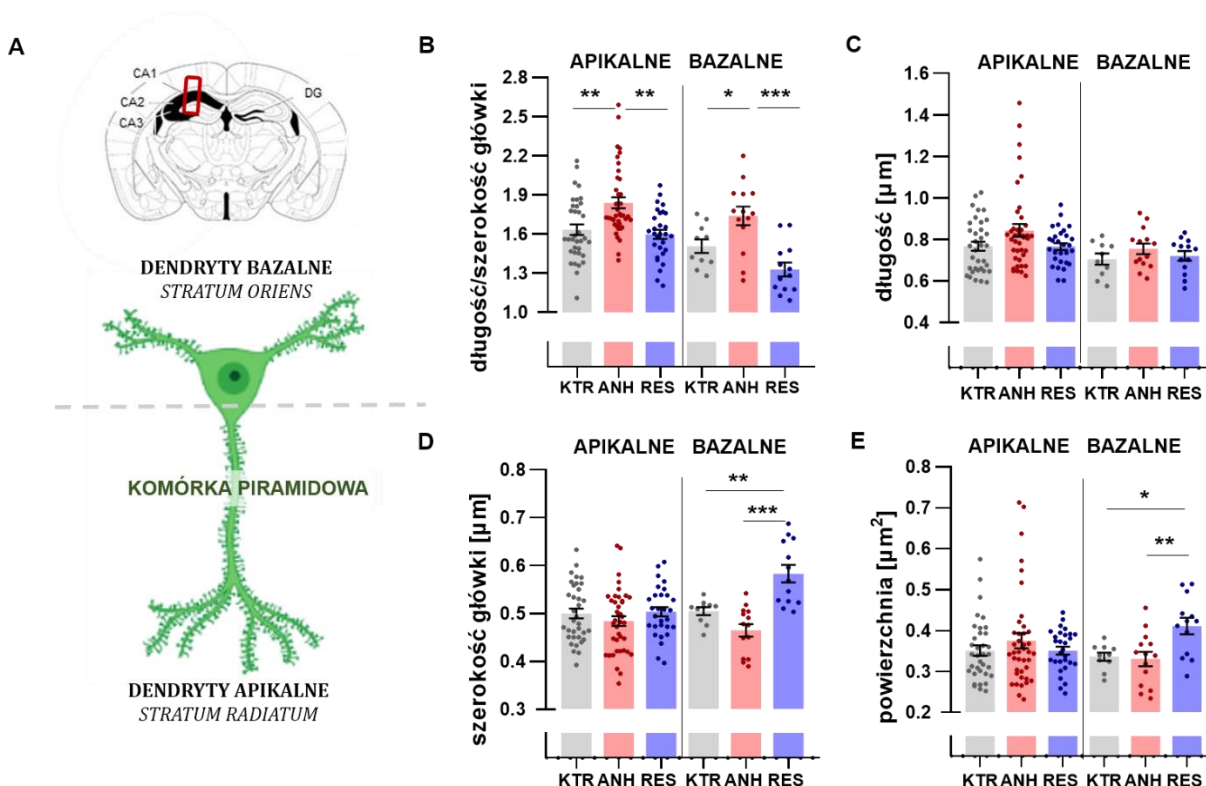 A
CA1
CA2
CA3
DG
DENDRYTY BAZALNE
STRATUM ORIENS
KOMÓRKA PIRAMIDOWA
DENDRYTY APIKALNE
STRATUM RADIATUM
B
APIKALNE BAZALNE
** ** * ***
długość/szerokość główki
2.8
2.5
2.2
1.9
1.6
1.3
1.0
KTR ANH RES KTR ANH RES
C
APIKALNE BAZALNE
długość [µm]
1.6
1.4
1.2
1.0
0.8
0.6
0.4
KTR ANH RES KTR ANH RES
D
APIKALNE BAZALNE
**
***
szerokość główki [µm]
0.8
0.7
0.6
0.5
0.4
0.3
KTR ANH RES KTR ANH RES
E
APIKALNE BAZALNE
*
**
powierzchnia [µm²]
0.8
0.7
0.6
0.5
0.4
0.3
0.2
KTR ANH RES KTR ANH RES